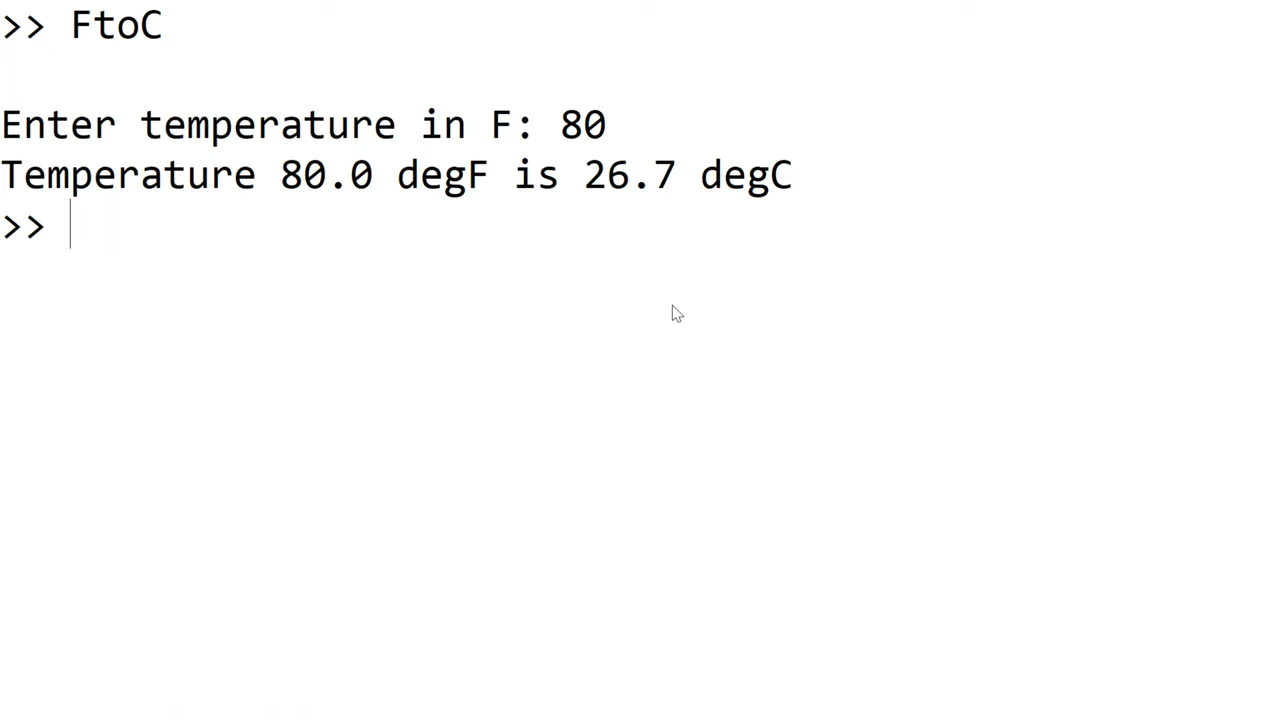 >> FtoC
Enter temperature in F: 80
Temperature 80.0 degF is 26.7 degC
>>